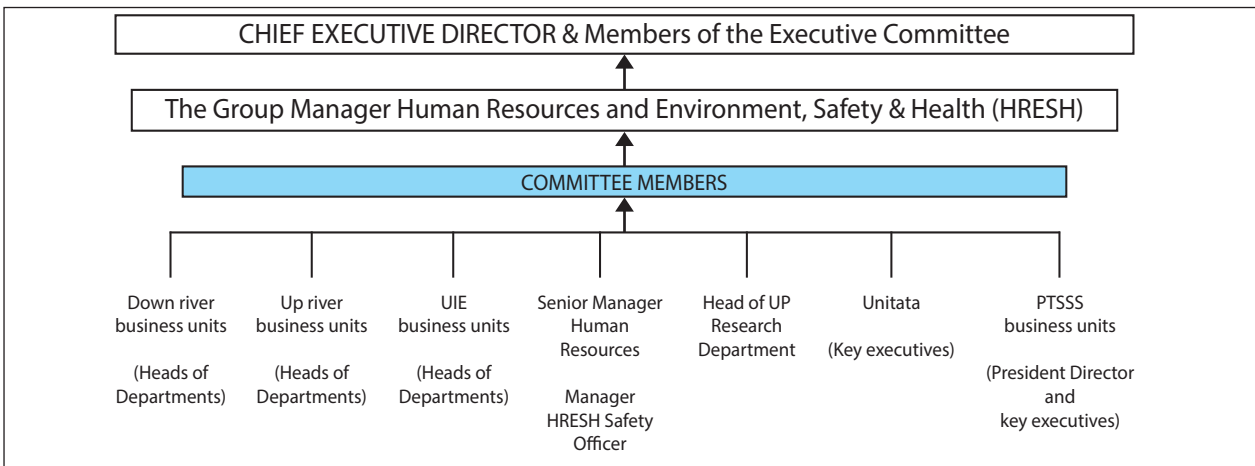 CHIEF EXECUTIVE DIRECTOR & Members of the Executive Committee
The Group Manager Human Resources and Environment, Safety & Health (HRESH)
COMMITTEE MEMBERS
Down river
business units
(Heads of
Departments)
Up river
business units
(Heads of
Departments)
UIE
business units
(Heads of
Departments)
Senior Manager
Human
Resources
Manager
HRESH Safety
Officer
Head of UP
Research
Department
Unitata
(Key executives)
PTSSS
business units
(President Director
and
key executives)